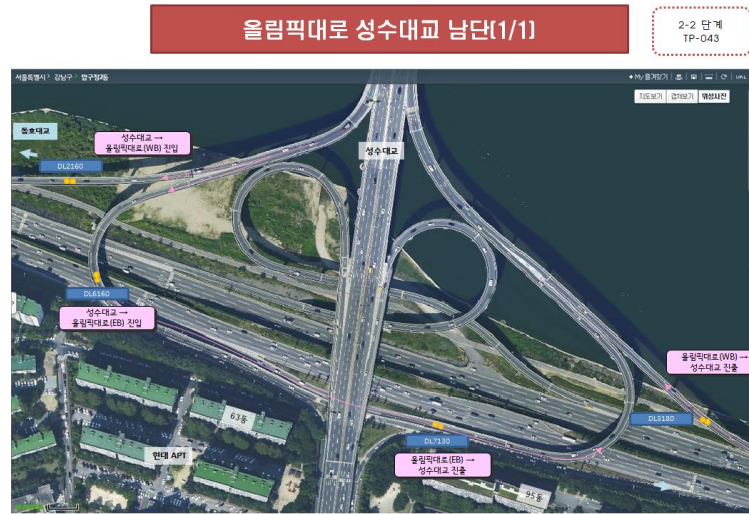 올림픽대로 성수대교 남단[1/1]
2-2 단계
TP-043
서울특별시 > 강남구 > 압구정2동
My 즐겨찾기
URL
지도보기 캡쳐보기 위성사진
동호대교
성수대교 →
올림픽대로(WB) 진입
성수대교
DL2160
DL6160
성수대교 →
올림픽대로(EB) 진입
올림픽대로(WB) →
성수대교 진출
DL3180
63동
DL7130
현대 APT
올림픽대로(EB) →
성수대교 진출
95동